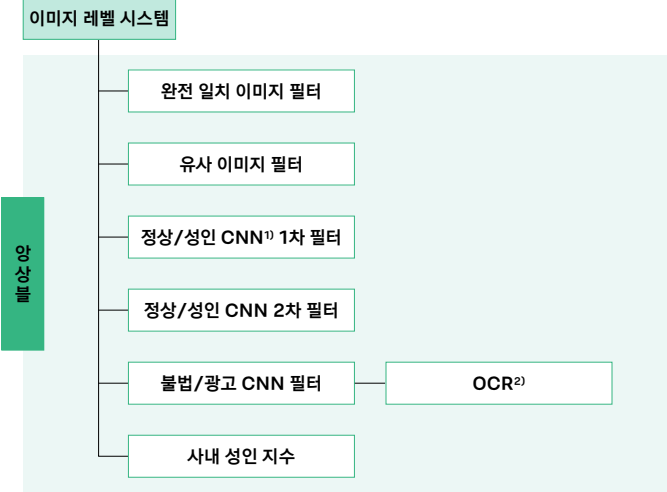 이미지 레벨 시스템
완전 일치 이미지 필터
유사 이미지 필터
정상/성인 CNN¹⁾ 1차 필터
앙상블
정상/성인 CNN 2차 필터
불법/광고 CNN 필터
OCR²⁾
사내 성인 지수